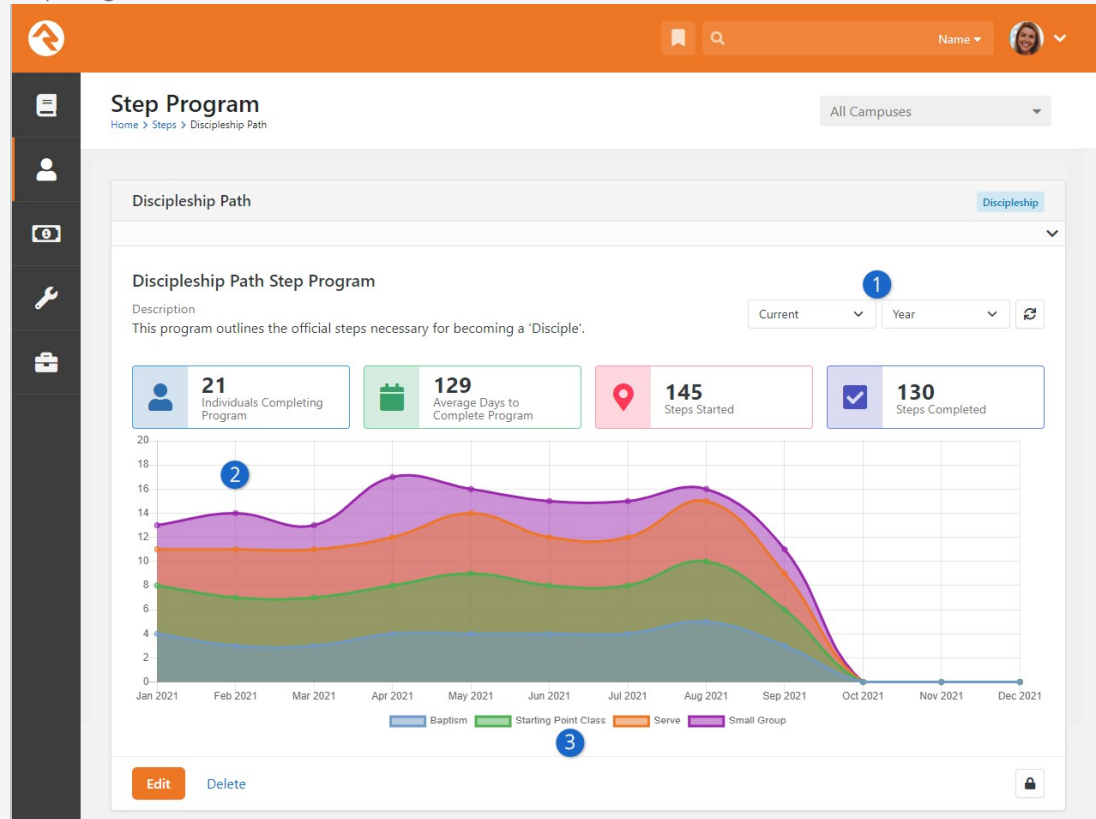 Name
Step Program
Home > Steps > Discipleship Path
All Campuses
Discipleship Path
Discipleship
Discipleship Path Step Program
1
Description
This program outlines the official steps necessary for becoming a 'Disciple'.
Current
Year
21
Individuals Completing
Program
129
Average Days to
Complete Program
145
Steps Started
130
Steps Completed
20
18
2
16
14
12
10
8
6
4
2
0
Jan 2021 Feb 2021 Mar 2021 Apr 2021 May 2021 Jun 2021 Jul 2021 Aug 2021 Sep 2021 Oct 2021 Nov 2021 Dec 2021
Baptism Starting Point Class Serve Small Group
3
Edit Delete